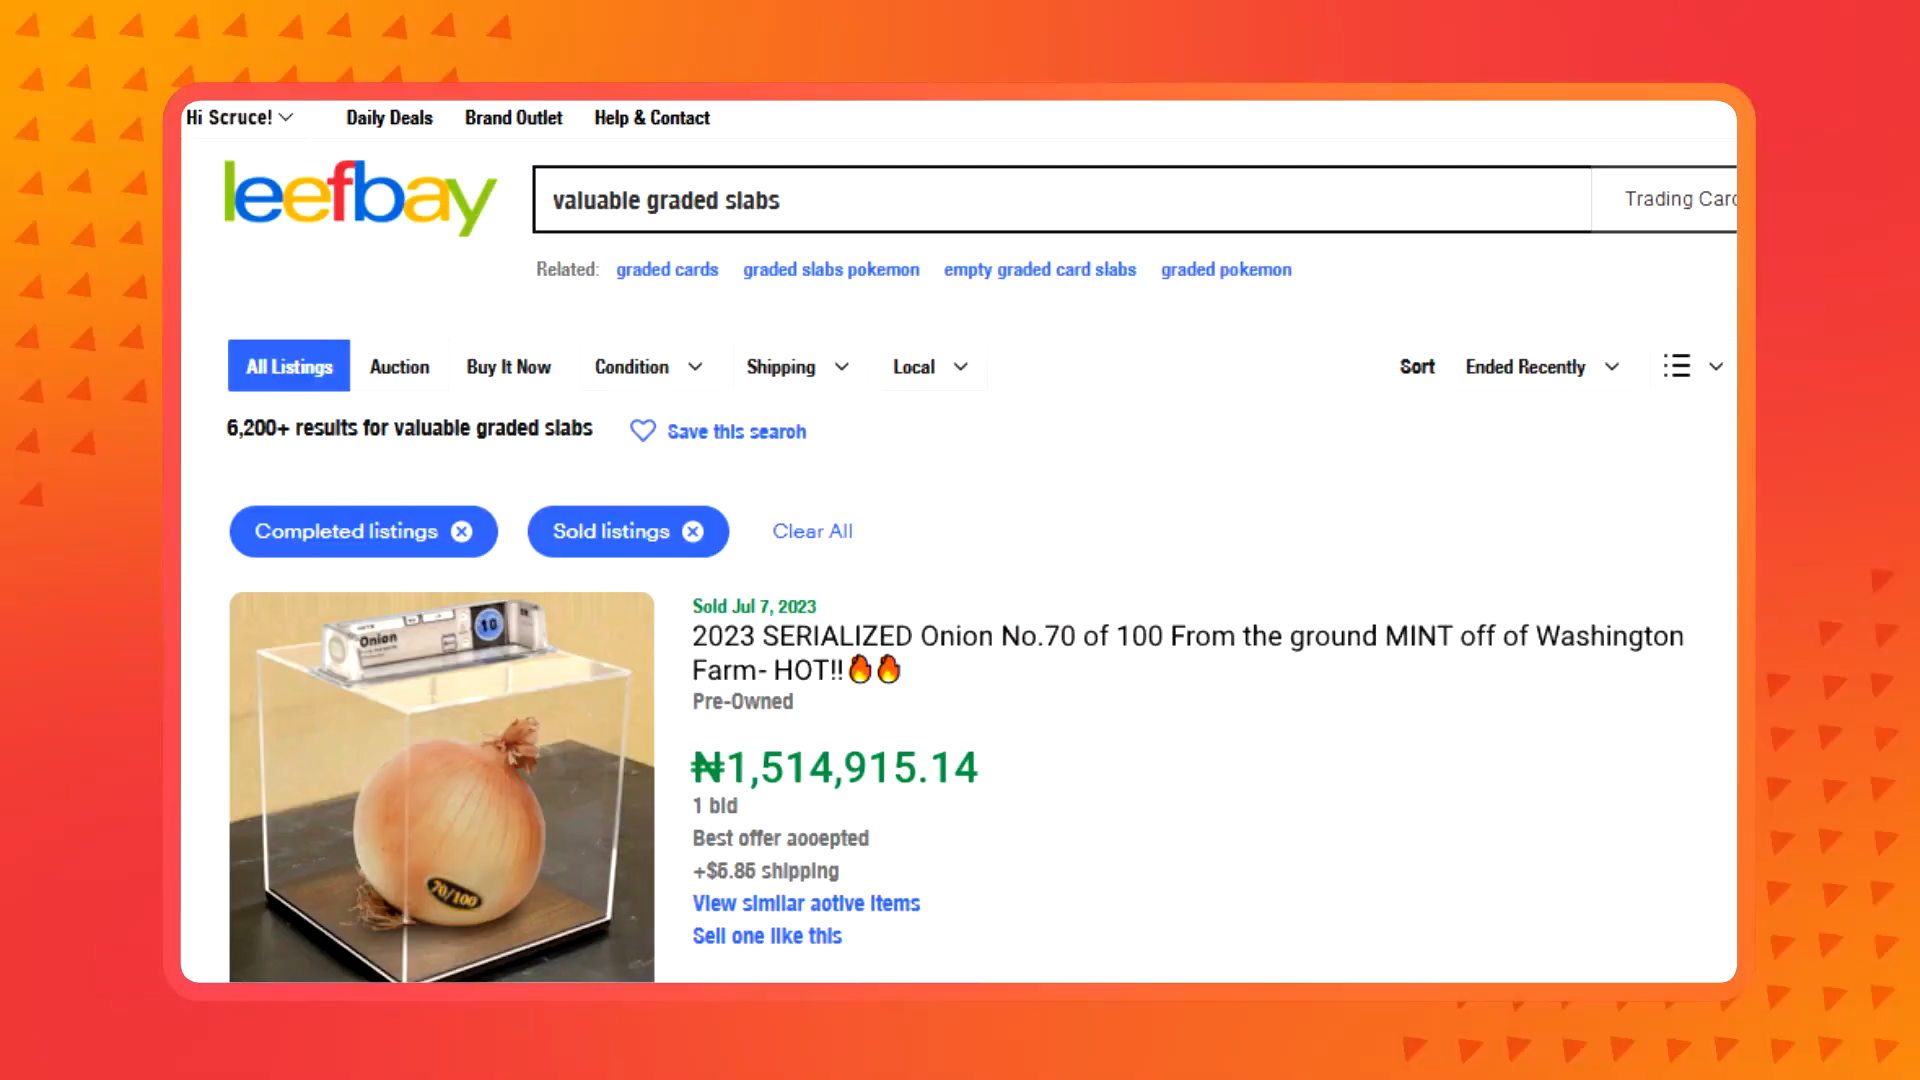 Hi Scruce! Daily Deals Brand Outlet Help & Contact
leefbay
valuable graded slabs
Trading Card
Related: graded cards graded slabs pokemon empty graded card slabs graded pokemon
All Listings Auction Buy It Now Condition Shipping Local Sort Ended Recently
6,200+ results for valuable graded slabs Save this search
Completed listings Sold listings Clear All
Onion
10
70/100
Sold Jul 7, 2023
2023 SERIALIZED Onion No.70 of 100 From the ground MINT off of Washington
Farm- HOT!!🔥🔥
Pre-Owned
₦1,514,915.14
1 bid
Best offer accepted
+$5.85 shipping
View similar active items
Sell one like this